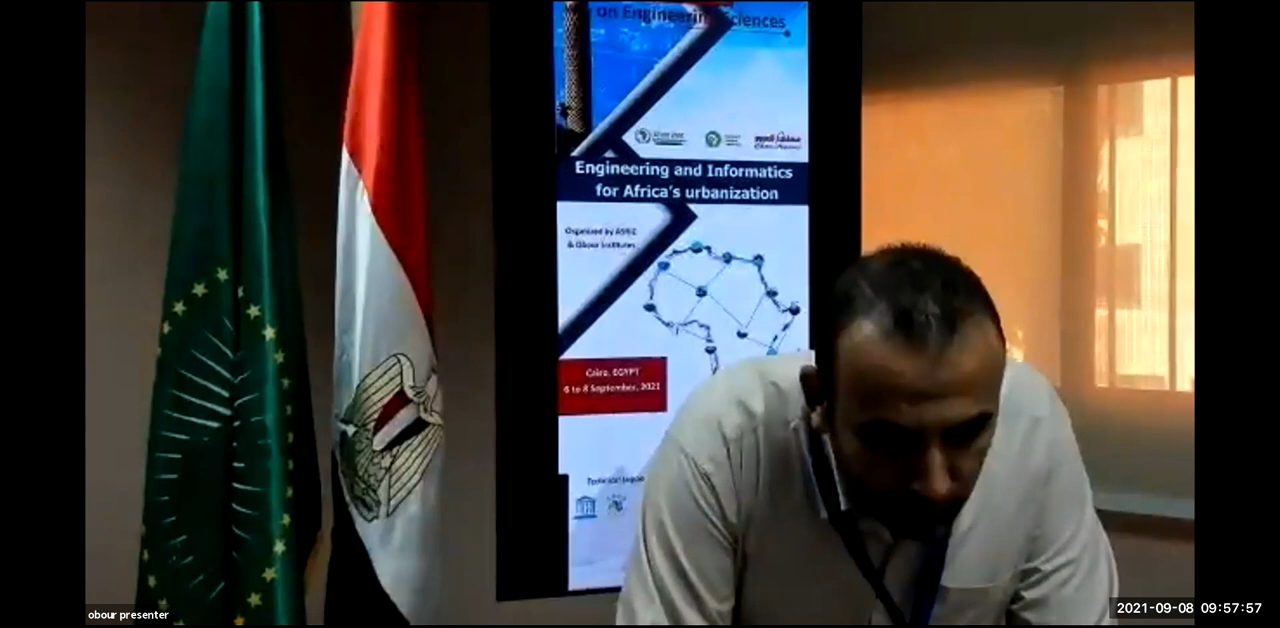 on Engineering Sciences
Engineering and Informatics
for Africa's urbanization
Organized by ASRIC
& Obour Institutes
Cairo, EGYPT
6 to 8 September, 2021
obour presenter
2021-09-08 09:57:57